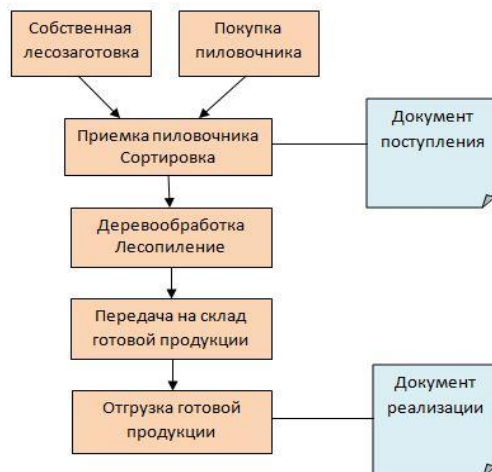 Собственная
лесозаготовка
Покупка
пиловочника
Приемка пиловочника
Сортировка
Документ
поступления
Деревообработка
Лесопиление
Передача на склад
готовой продукции
Отгрузка готовой
продукции
Документ
реализации